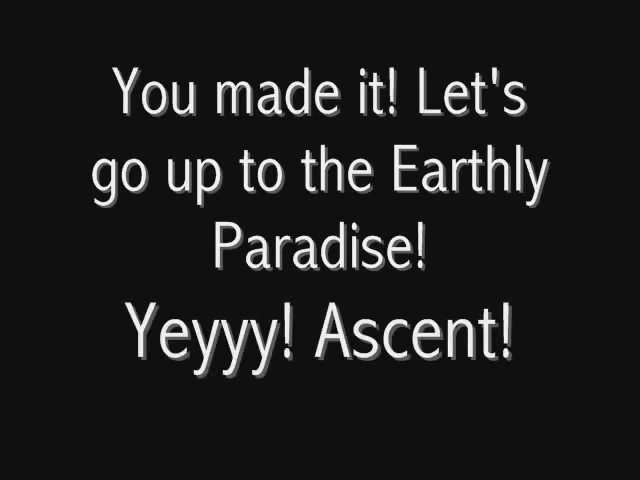 You made it! Let's
go up to the Earthly
Paradise!
Yeyyy! Ascent!